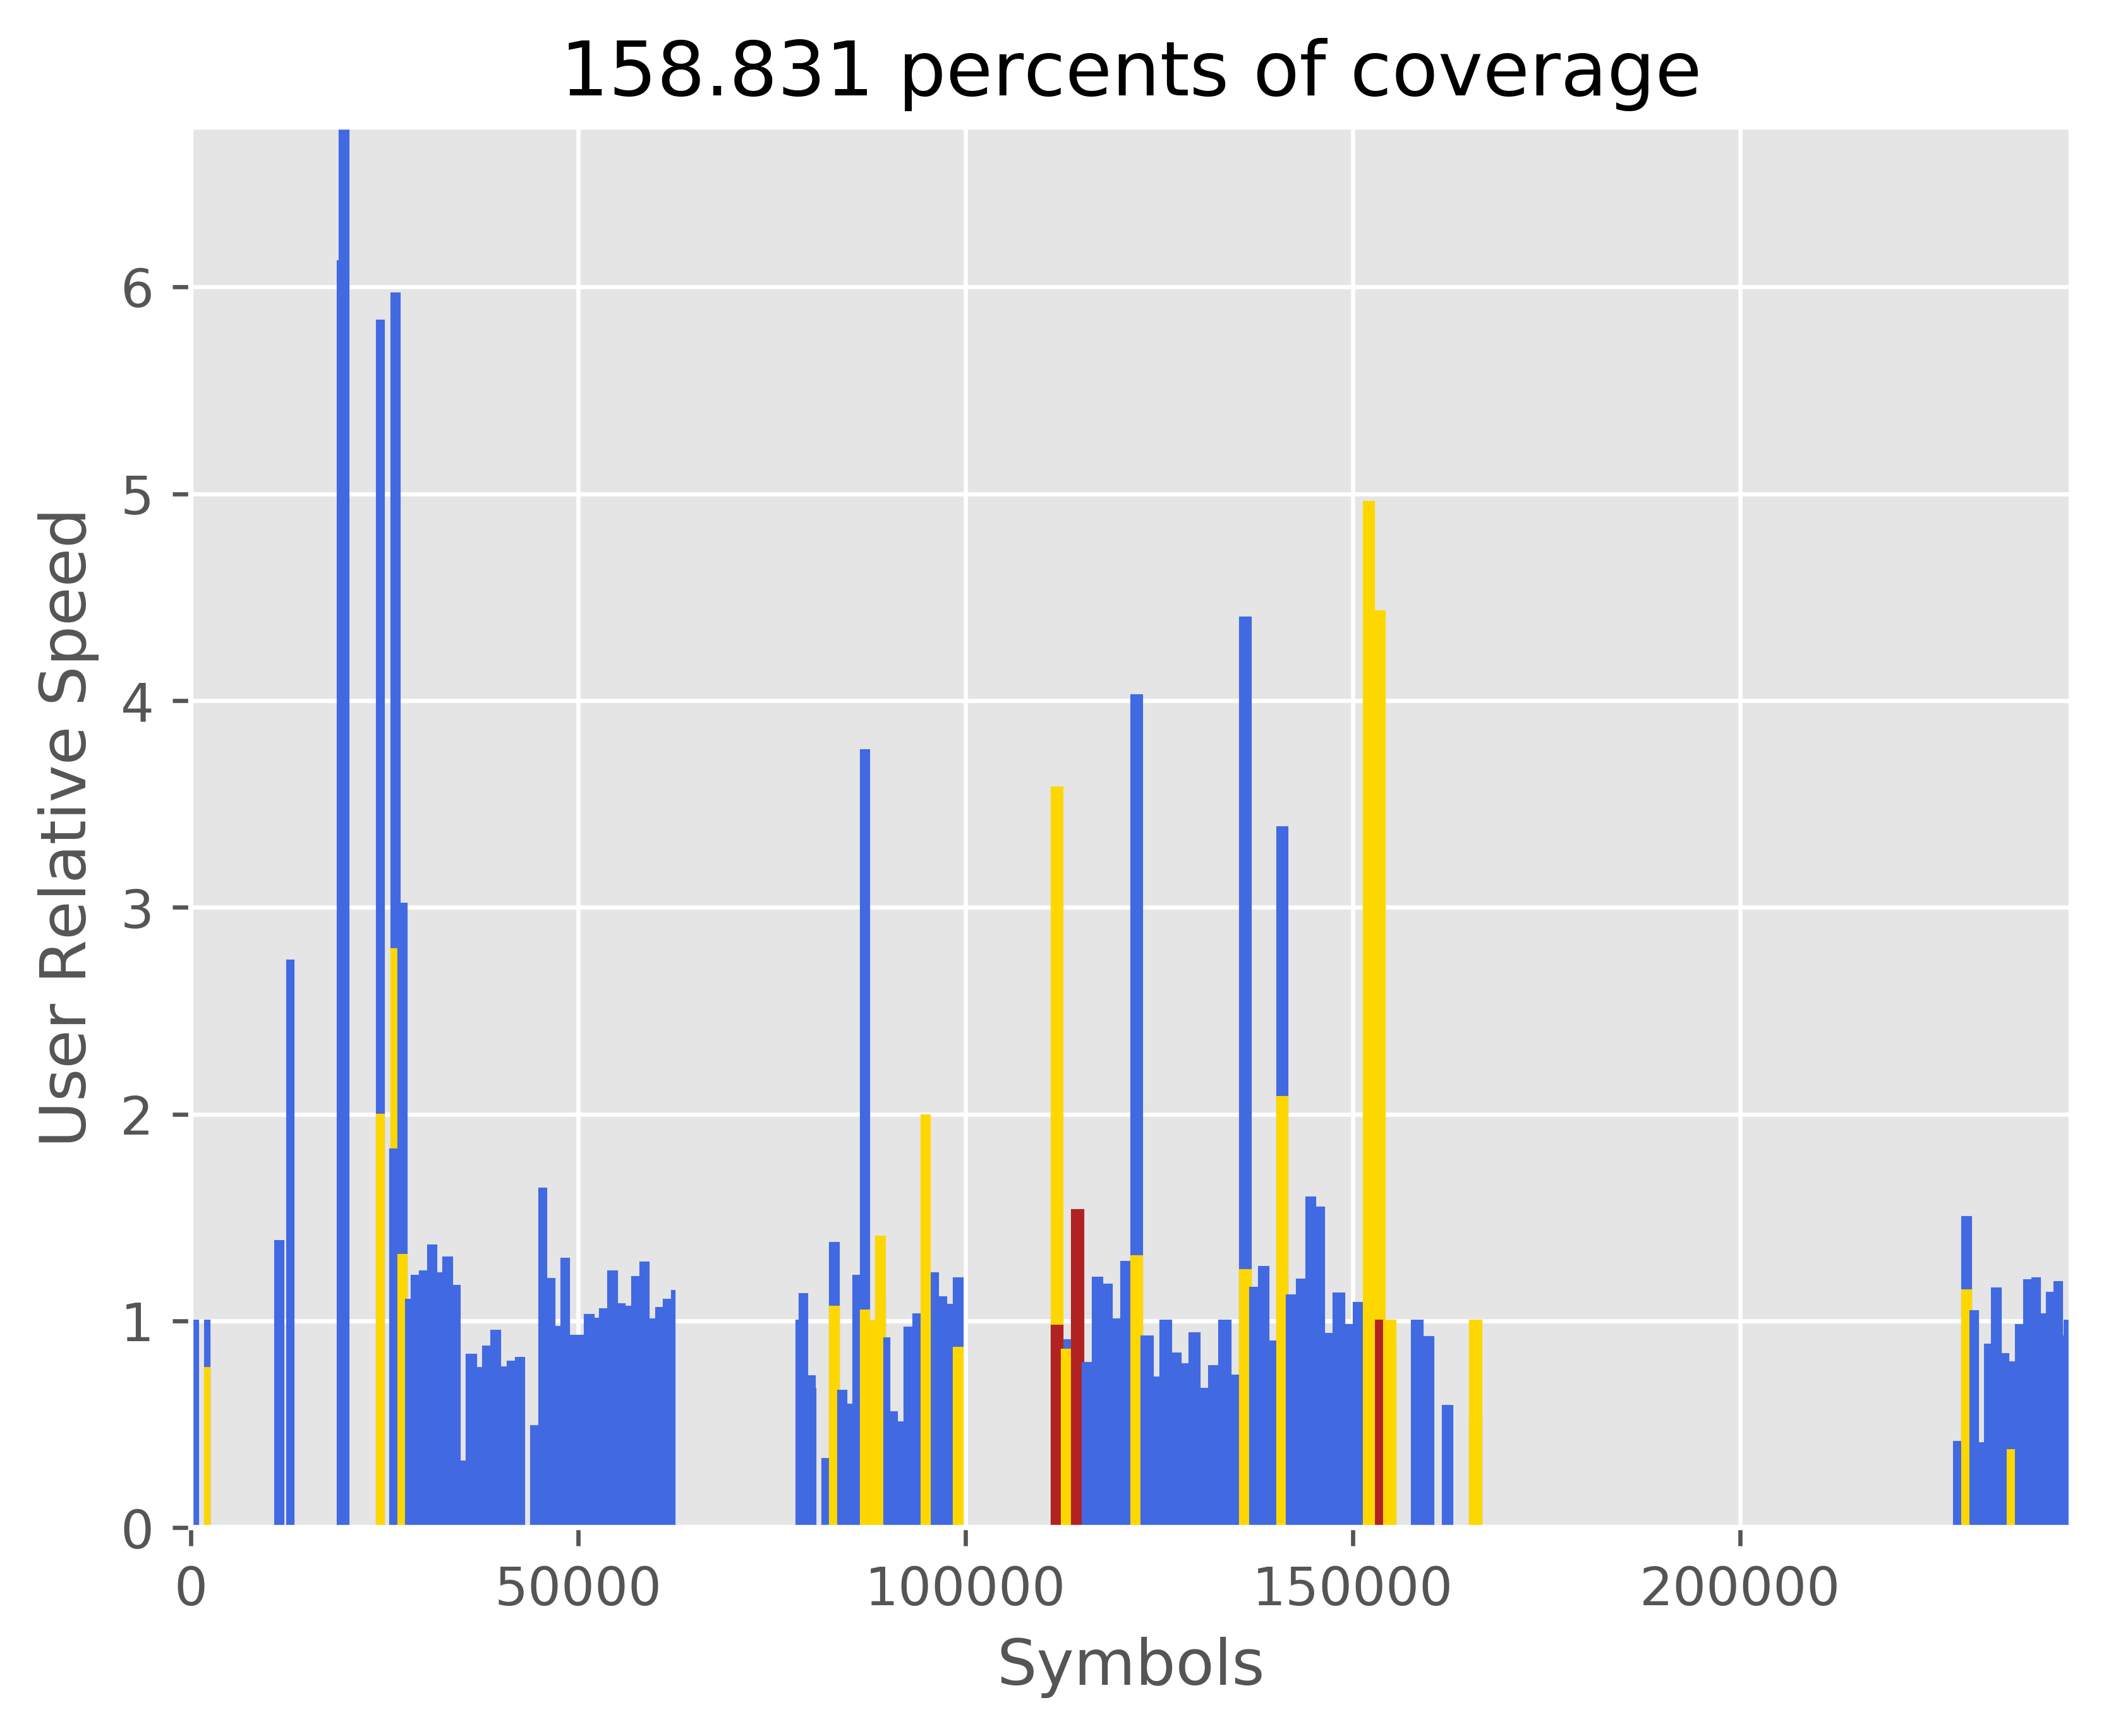 158.831 percents of coverage
User Relative Speed
6
5
4
3
2
1
0
0 50000 100000 150000 200000
Symbols